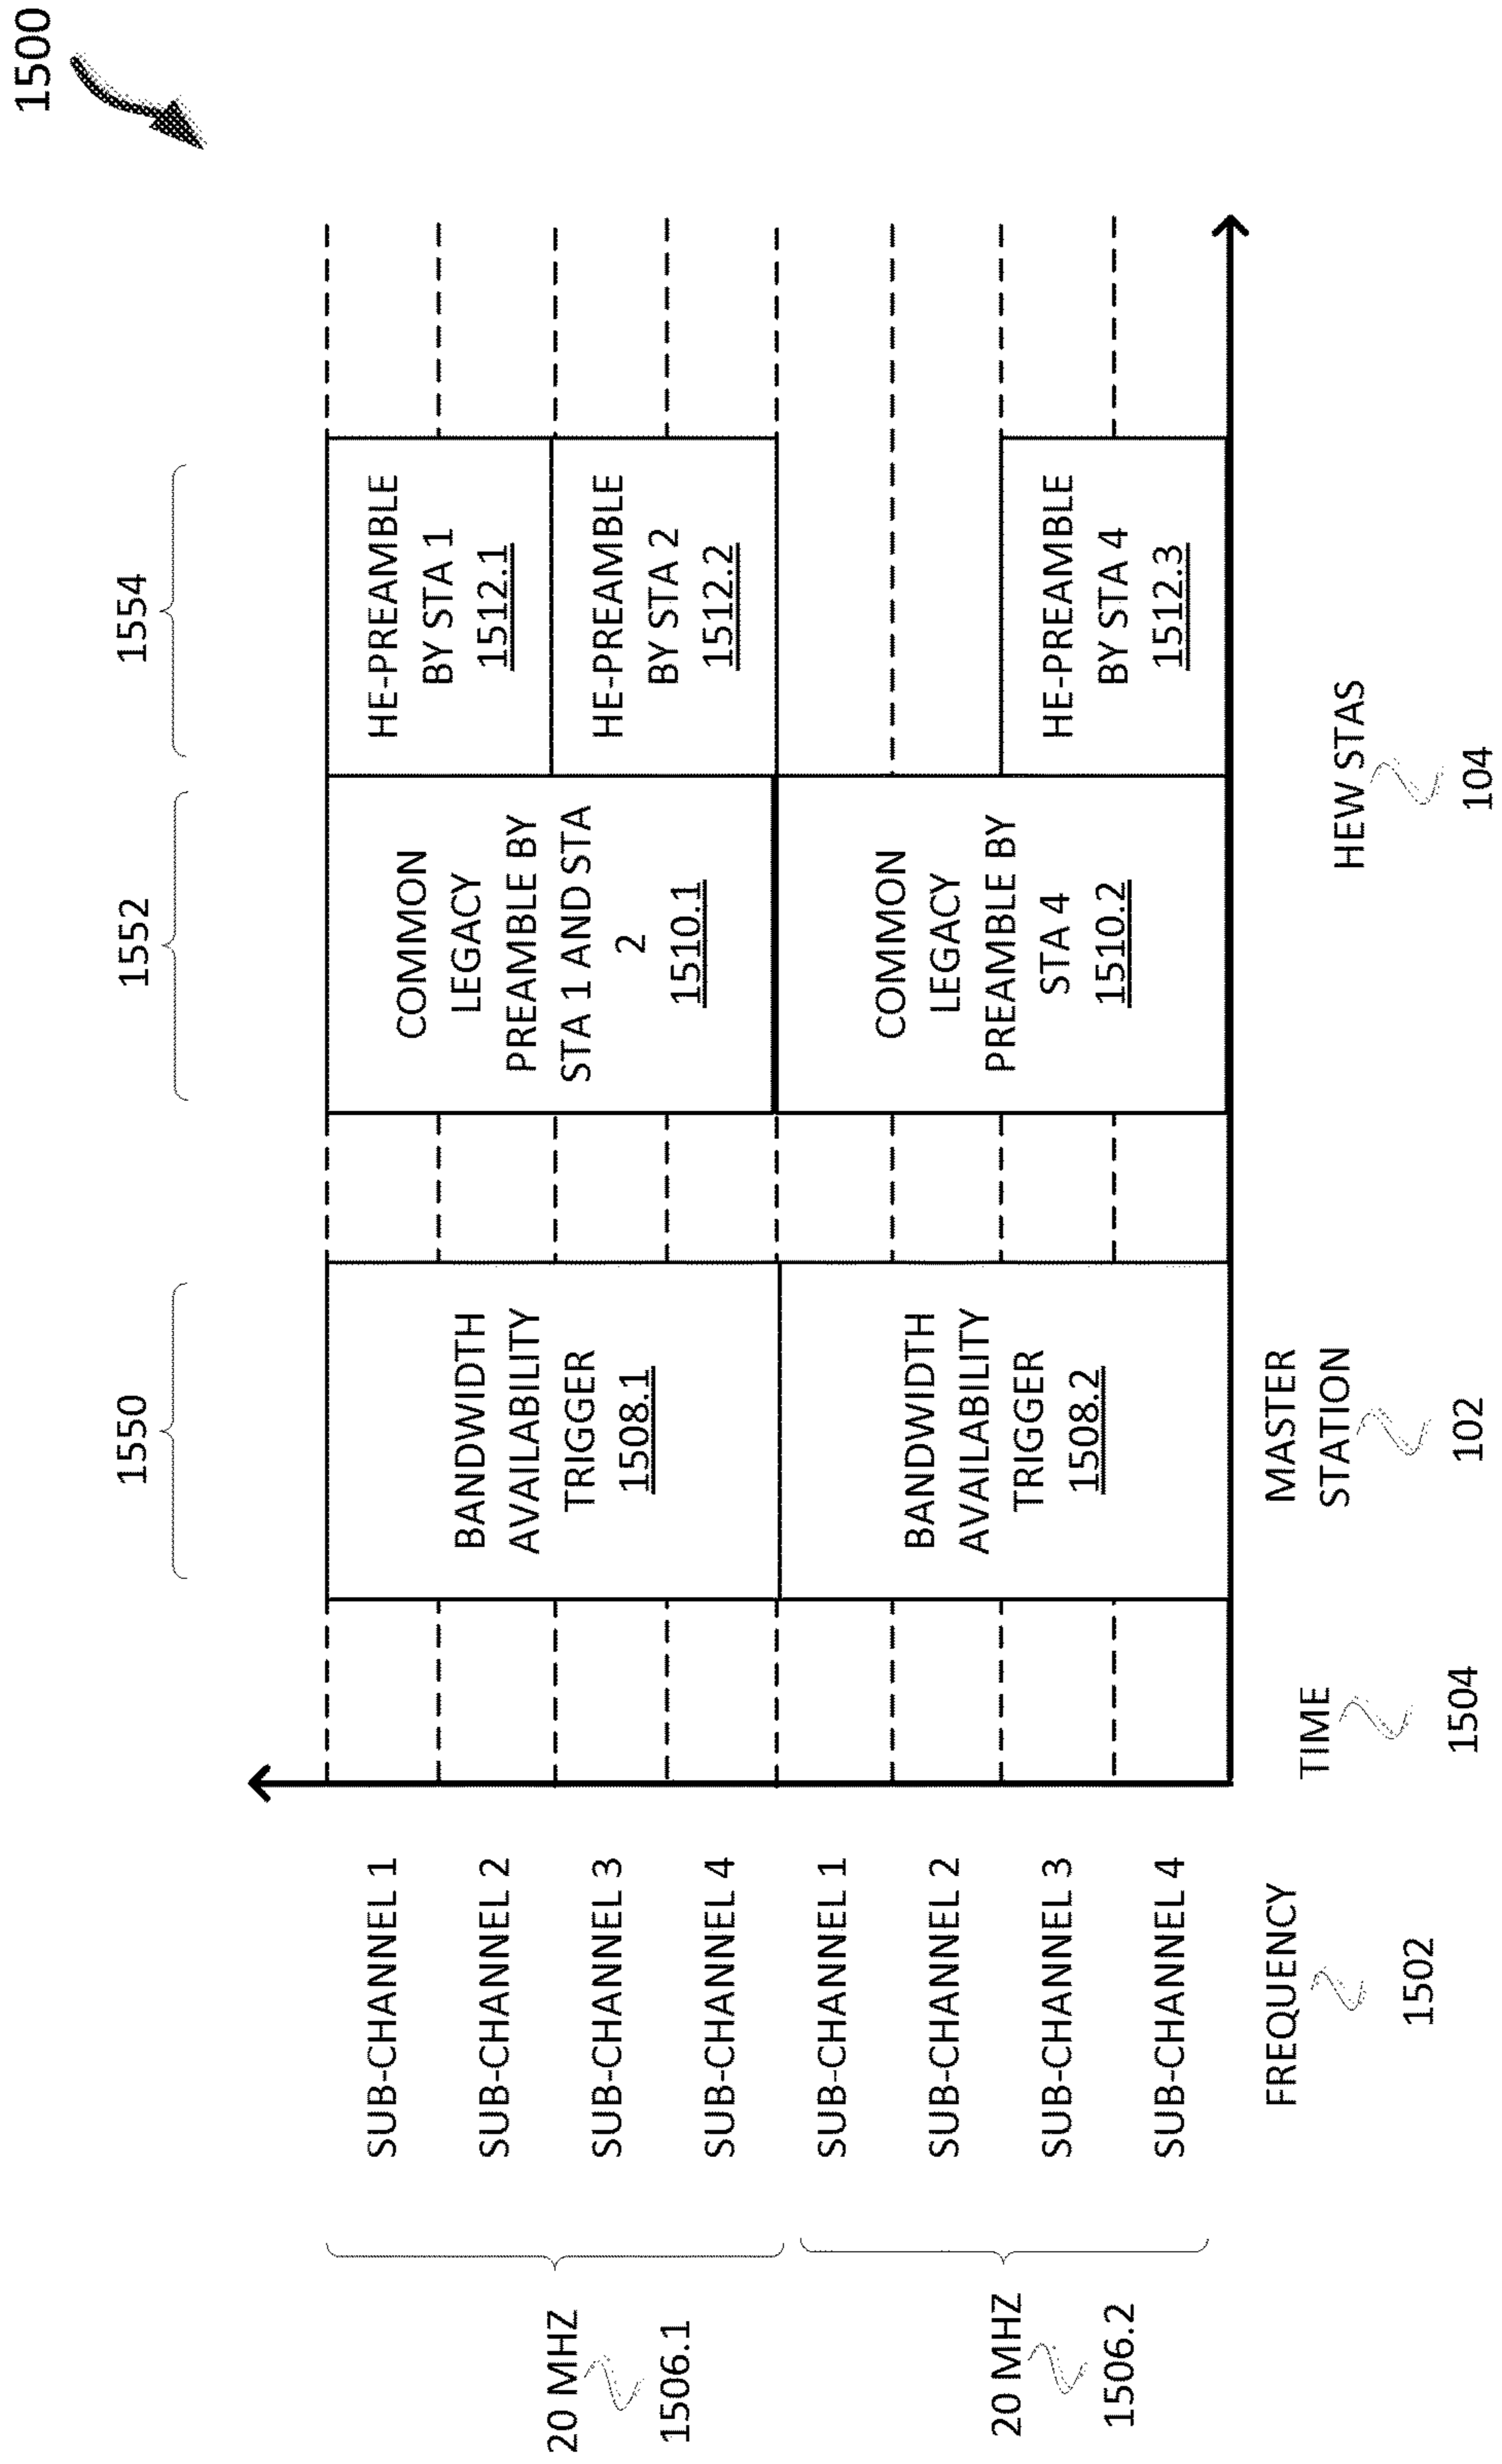 1500
1550
1552
1554
20 MHZ
1506.1
20 MHZ
1506.2
SUB-CHANNEL 1
SUB-CHANNEL 2
SUB-CHANNEL 3
SUB-CHANNEL 4
SUB-CHANNEL 1
SUB-CHANNEL 2
SUB-CHANNEL 3
SUB-CHANNEL 4
BANDWIDTH
AVAILABILITY
TRIGGER
1508.1
BANDWIDTH
AVAILABILITY
TRIGGER
1508.2
COMMON
LEGACY
PREAMBLE BY
STA 1 AND STA
2
1510.1
COMMON
LEGACY
PREAMBLE BY
STA 4
1510.2
HE-PREAMBLE
BY STA 1
1512.1
HE-PREAMBLE
BY STA 2
1512.2
HE-PREAMBLE
BY STA 4
1512.3
FREQUENCY
1502
TIME
1504
MASTER
STATION
102
HEW STAS
104